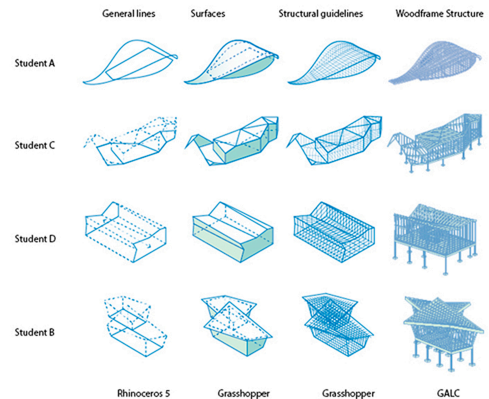 General lines Surfaces Structural guidelines Woodframe Structure
Student A
Student C
Student D
Student B
Rhinoceros 5 Grasshopper Grasshopper GALC